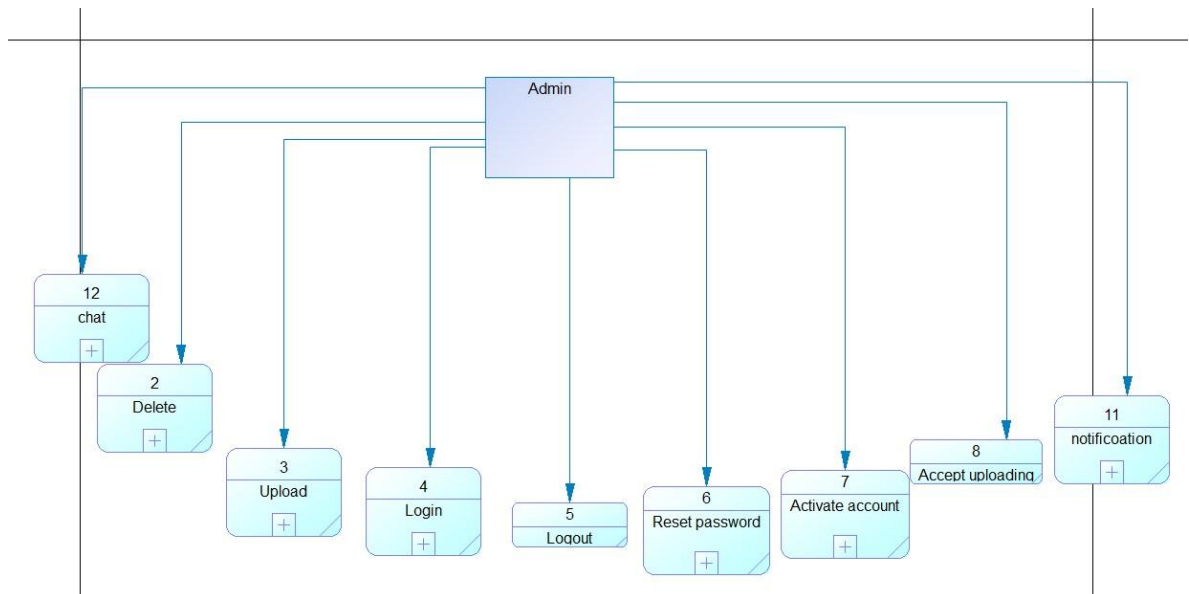 Admin
12
chat
2
Delete
3
Upload
4
Login
5
Logout
6
Reset password
7
Activate account
8
Accept uploading
11
notificoation